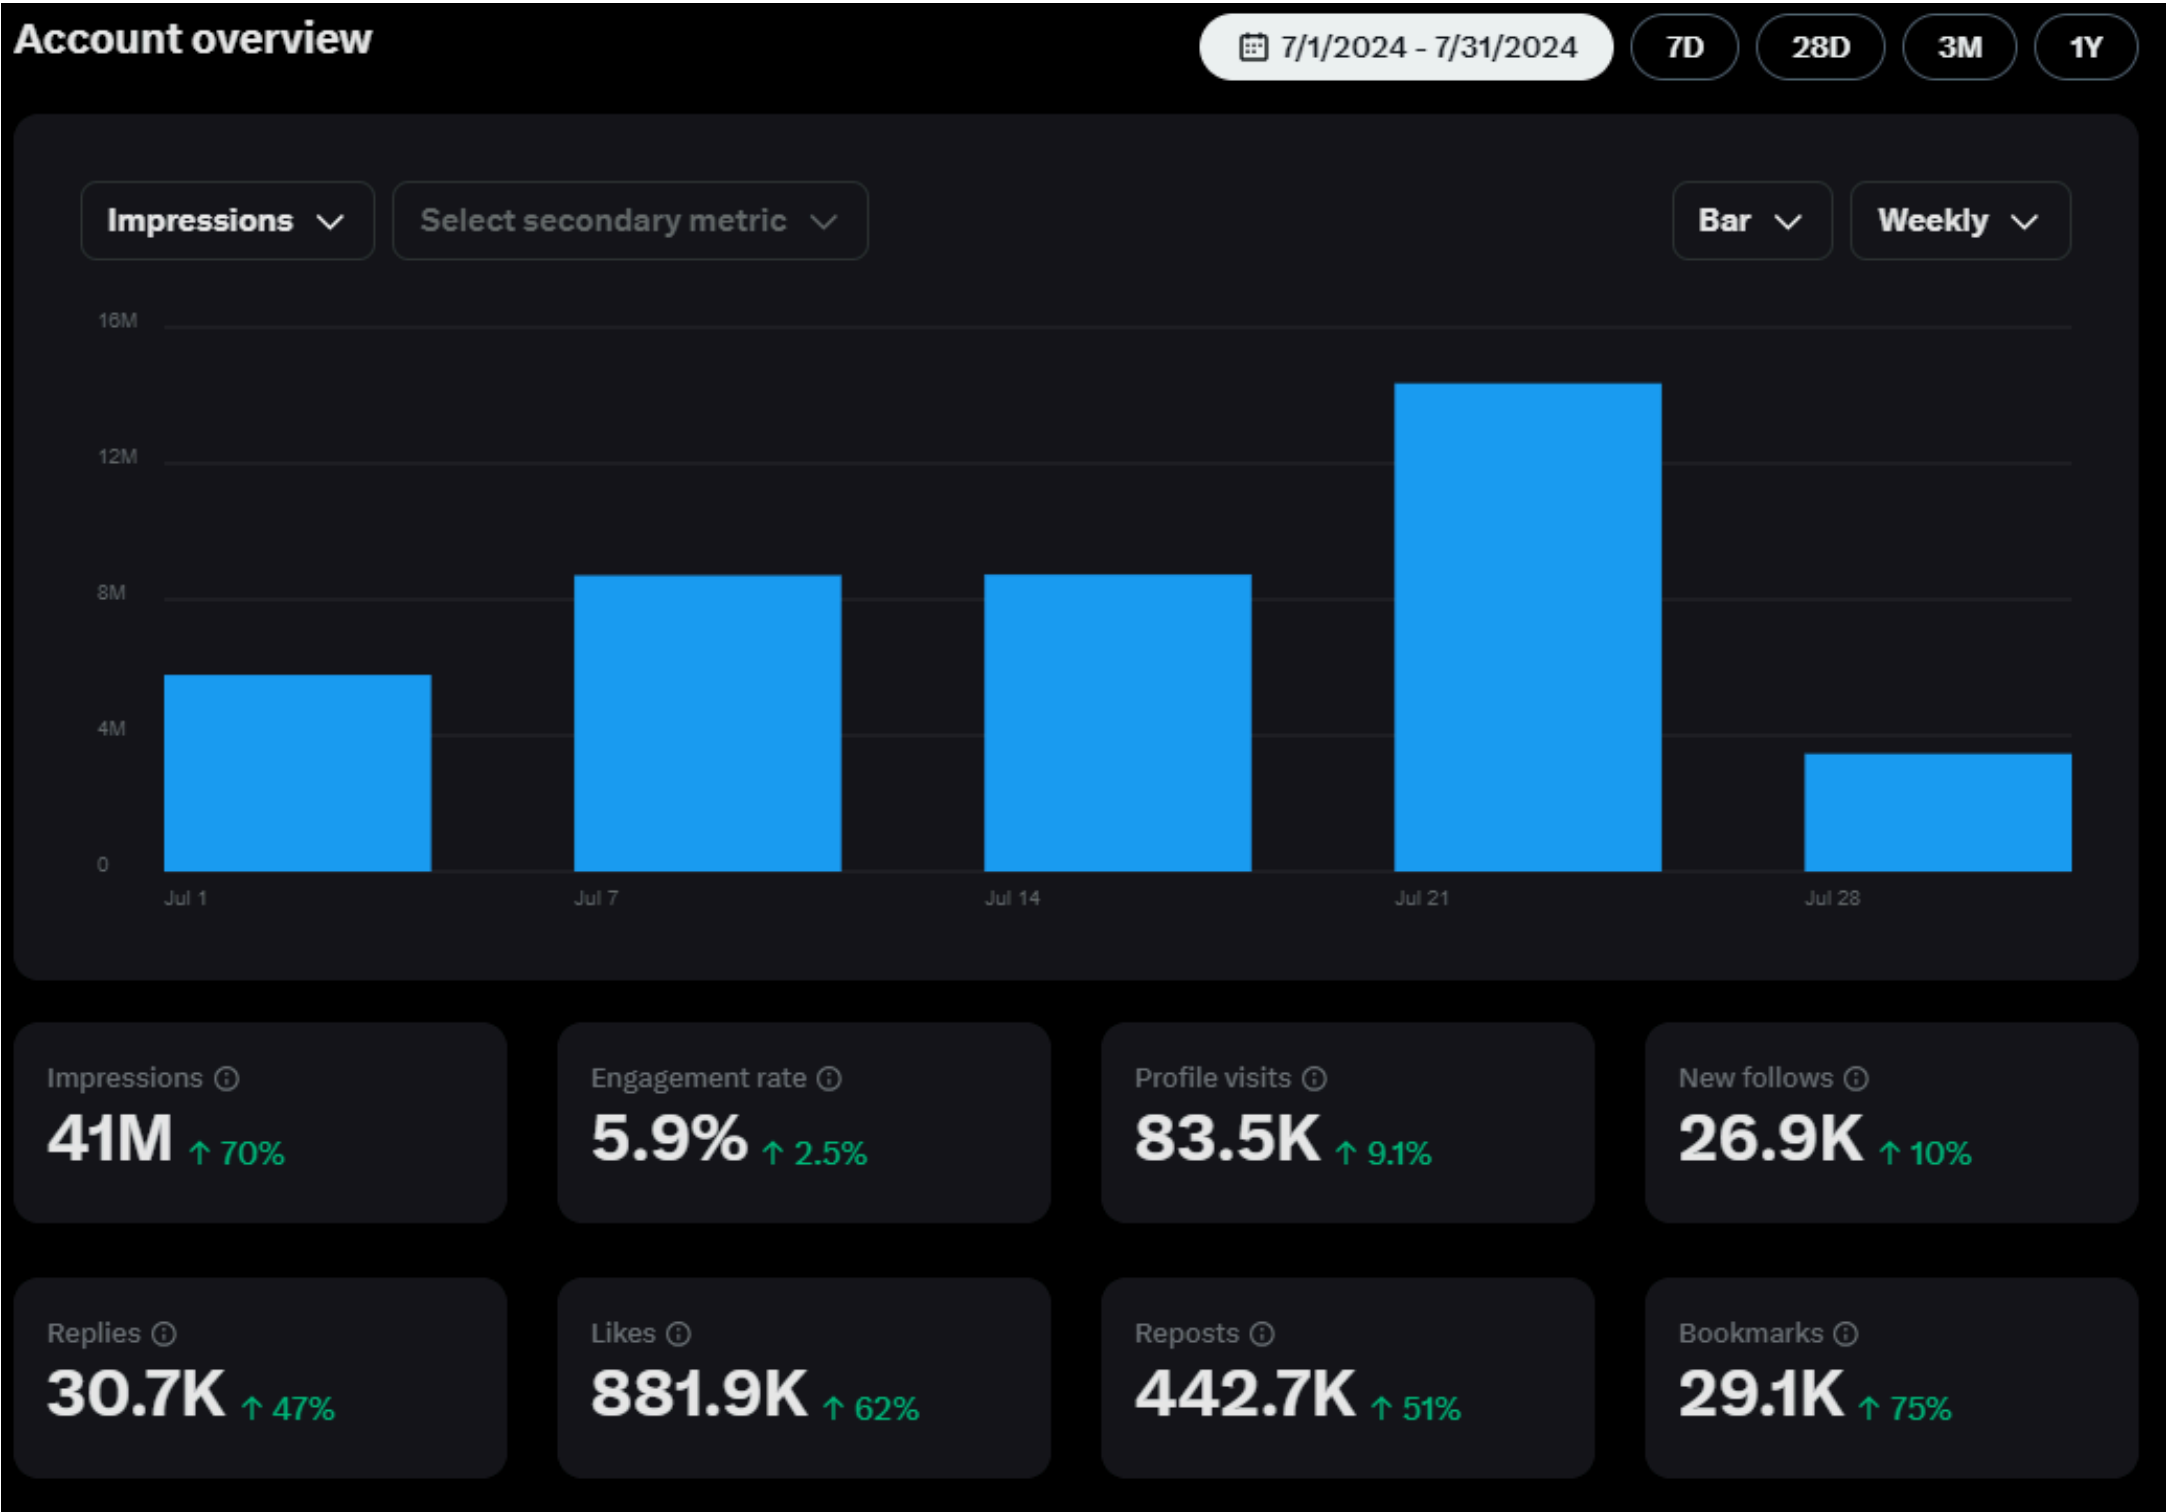 Account overview
7/1/2024 - 7/31/2024 7D 28D 3M 1Y
Impressions Select secondary metric Bar Weekly
16M
12M
8M
4M
0
Jul 1 Jul 7 Jul 14 Jul 21 Jul 28
Impressions Engagement rate Profile visits New follows
41M ↑ 70% 5.9% ↑ 2.5% 83.5K ↑ 9.1% 26.9K ↑ 10%
Replies Likes Reposts Bookmarks
30.7K ↑ 47% 881.9K ↑ 62% 442.7K ↑ 51% 29.1K ↑ 75%